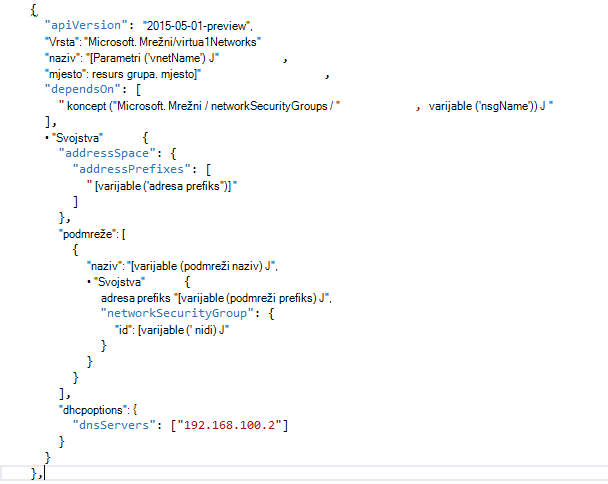 {
"apiVersion": "2015-05-01-preview",
"Vrsta": "Microsoft. Mrežni/virtua1Networks"
"naziv": "[Parametri ('vnetName') J" ,
"mjesto": resurs grupa. mjesto]" ,
"dependsOn": [
" koncept ("Microsoft. Mrežni / networkSecurityGroups / " , varijable ('nsgName')) J "
],
• "Svojstva" {
"addressSpace": {
"addressPrefixes": [
" [varijable ('adresa prefiks")] "
]
},
"podmreže": [
{
"naziv": "[varijable (podmreži naziv) J",
• "Svojstva" {
adresa prefiks "[varijable (podmreži prefiks) J",
"networkSecurityGroup": {
"id": [varijable (' nidi) J"
}
}
}
],
"dhcpoptions": {
"dnsServers": ["192.168.100.2"]
}
}
},